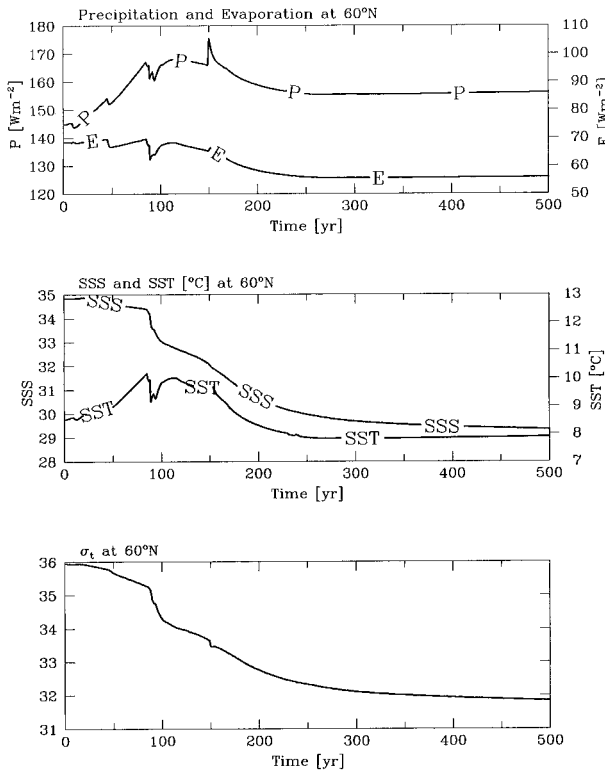 Precipitation and Evaporation at 60°N
180
170
160
150
140
130
120
P [Wm⁻²]
110
100
90
80
70
60
50
E [Wm⁻²]
P
P
P
E
E
E
0 100 200 300 400 500
Time [yr]
SSS and SST [°C] at 60°N
35
34
33
32
31
30
29
28
SSS
13
12
11
10
9
8
7
SST [°C]
SSS
SSS
SSS
SST
SST
SST
0 100 200 300 400 500
Time [yr]
σt at 60°N
36
35
34
33
32
31
0 100 200 300 400 500
Time [yr]